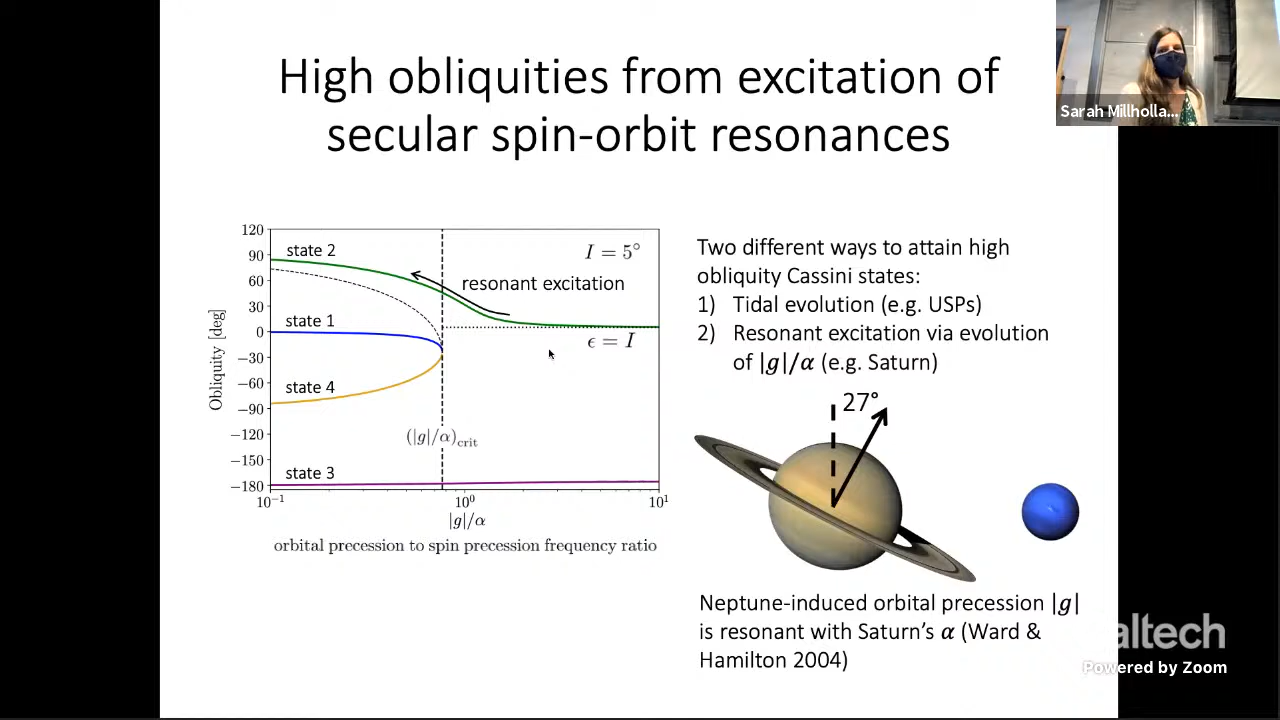 High obliquities from excitation of
secular spin-orbit resonances
Sarah Millholla...
120
90
60
30
0
−30
−60
−90
−120
−150
−180
Obliquity [deg]
state 2
state 1
state 4
state 3
I = 5°
resonant excitation
ϵ = I
(|g|/α)crit
10⁻¹
10⁰
10¹
|g|/α
orbital precession to spin precession frequency ratio
Two different ways to attain high
obliquity Cassini states:
1) Tidal evolution (e.g. USPs)
2) Resonant excitation via evolution
of |g|/α (e.g. Saturn)
27°
Neptune-induced orbital precession |g|
is resonant with Saturn's α (Ward &
Hamilton 2004)
altech
Powered by Zoom